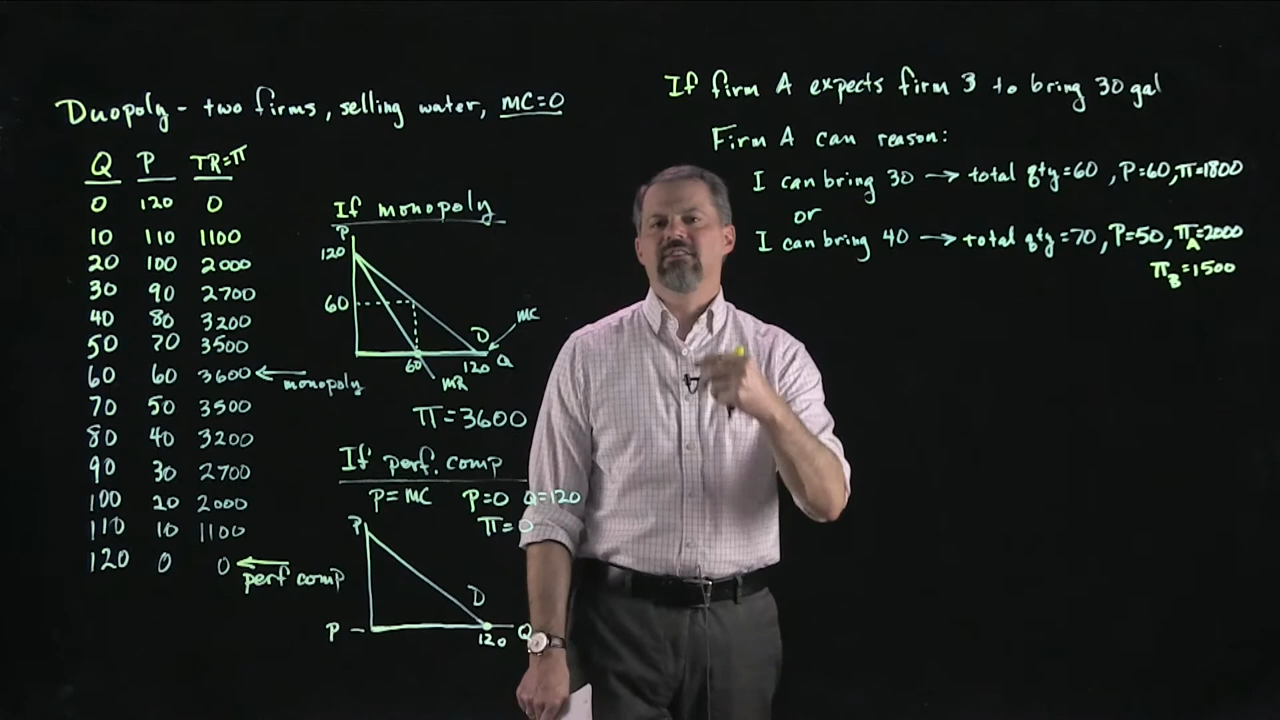 Duopoly - two firms, selling water, MC=0
Q P TR=π
0 120 0
10 110 1100
20 100 2000
30 90 2700
40 80 3200
50 70 3500
60 60 3600 ← monopoly
70 50 3500
80 40 3200
90 30 2700
100 20 2000
110 10 1100
120 0 0 ← perf comp
If monopoly
P
120
60
D
MC
60
120
Q
MR
π=3600
If perf. comp
P=MC P=0 Q=120
π=0
P
D
P
120
Q
If firm A expects firm B to bring 30 gal
Firm A can reason:
I can bring 30 → total qty=60, P=60, π=1800
or
I can bring 40 → total qty=70, P=50, πA=2000
πB=1500